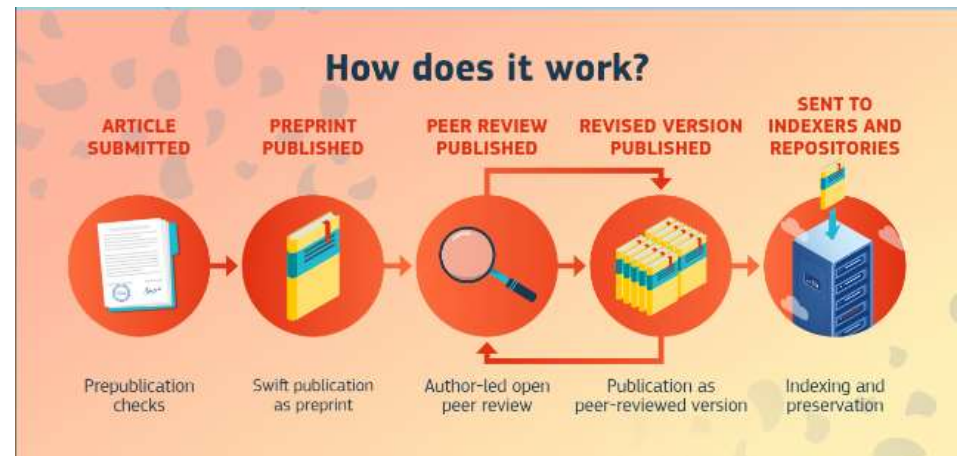 How does it work?
ARTICLE
SUBMITTED
PREPRINT
PUBLISHED
PEER REVIEW
PUBLISHED
REVISED VERSION
PUBLISHED
SENT TO
INDEXERS AND
REPOSITORIES
Prepublication
checks
Swift publication
as preprint
Author-led open
peer review
Publication as
peer-reviewed version
Indexing and
preservation